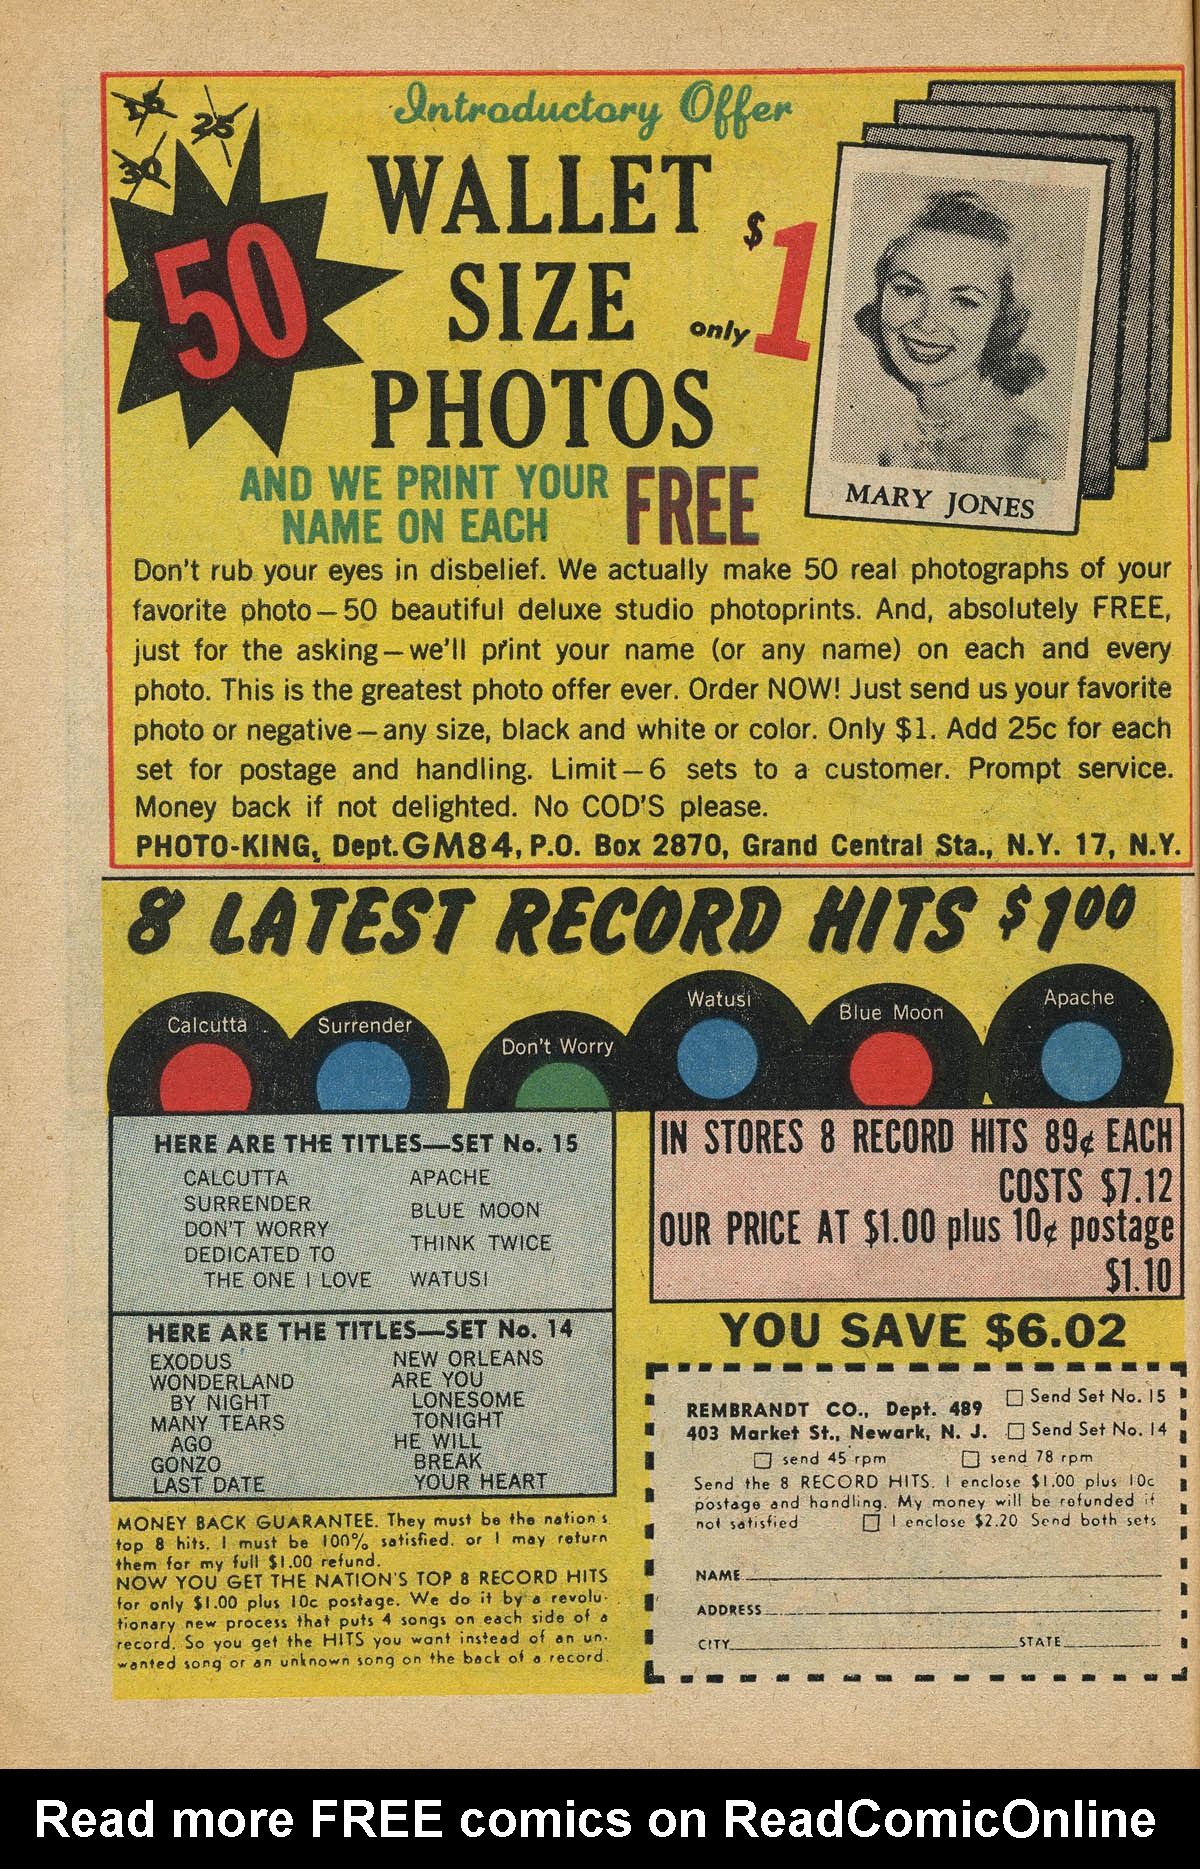 15
25
30
50
Introductory Offer
WALLET
SIZE
PHOTOS
only $1
AND WE PRINT YOUR
NAME ON EACH FREE
MARY JONES
Don't rub your eyes in disbelief. We actually make 50 real photographs of your
favorite photo—50 beautiful deluxe studio photoprints. And, absolutely FREE,
just for the asking—we'll print your name (or any name) on each and every
photo. This is the greatest photo offer ever. Order NOW! Just send us your favorite
photo or negative—any size, black and white or color. Only $1. Add 25c for each
set for postage and handling. Limit—6 sets to a customer. Prompt service.
Money back if not delighted. No COD'S please.
PHOTO-KING, Dept. GM84, P.O. Box 2870, Grand Central Sta., N.Y. 17, N.Y.
8 LATEST RECORD HITS $1.00
Calcutta
Surrender
Don't Worry
Watusi
Blue Moon
Apache
HERE ARE THE TITLES—SET No. 15
CALCUTTA
SURRENDER
DON'T WORRY
DEDICATED TO
THE ONE I LOVE
APACHE
BLUE MOON
THINK TWICE
WATUSI
HERE ARE THE TITLES—SET No. 14
EXODUS
WONDERLAND
BY NIGHT
MANY TEARS
AGO
GONZO
LAST DATE
NEW ORLEANS
ARE YOU
LONESOME
TONIGHT
HE WILL
BREAK
YOUR HEART
MONEY BACK GUARANTEE. They must be the nation's
top 8 hits. I must be 100% satisfied. or I may return
them for my full $1.00 refund.
NOW YOU GET THE NATION'S TOP 8 RECORD HITS
for only $1.00 plus 10c postage. We do it by a revolu-
tionary new process that puts 4 songs on each side of a
record. So you get the HITS you want instead of an un-
wanted song or an unknown song on the back of a record.
IN STORES 8 RECORD HITS 89¢ EACH
COSTS $7.12
OUR PRICE AT $1.00 plus 10¢ postage
$1.10
YOU SAVE $6.02
REMBRANDT CO., Dept. 489
403 Market St., Newark, N. J.
Send Set No. 15
Send Set No. 14
send 45 rpm send 78 rpm
Send the 8 RECORD HITS. I enclose $1.00 plus 10c
postage and handling. My money will be refunded if
not satisfied I enclose $2.20 Send both sets
NAME
ADDRESS
CITY STATE
Read more FREE comics on ReadComicOnline